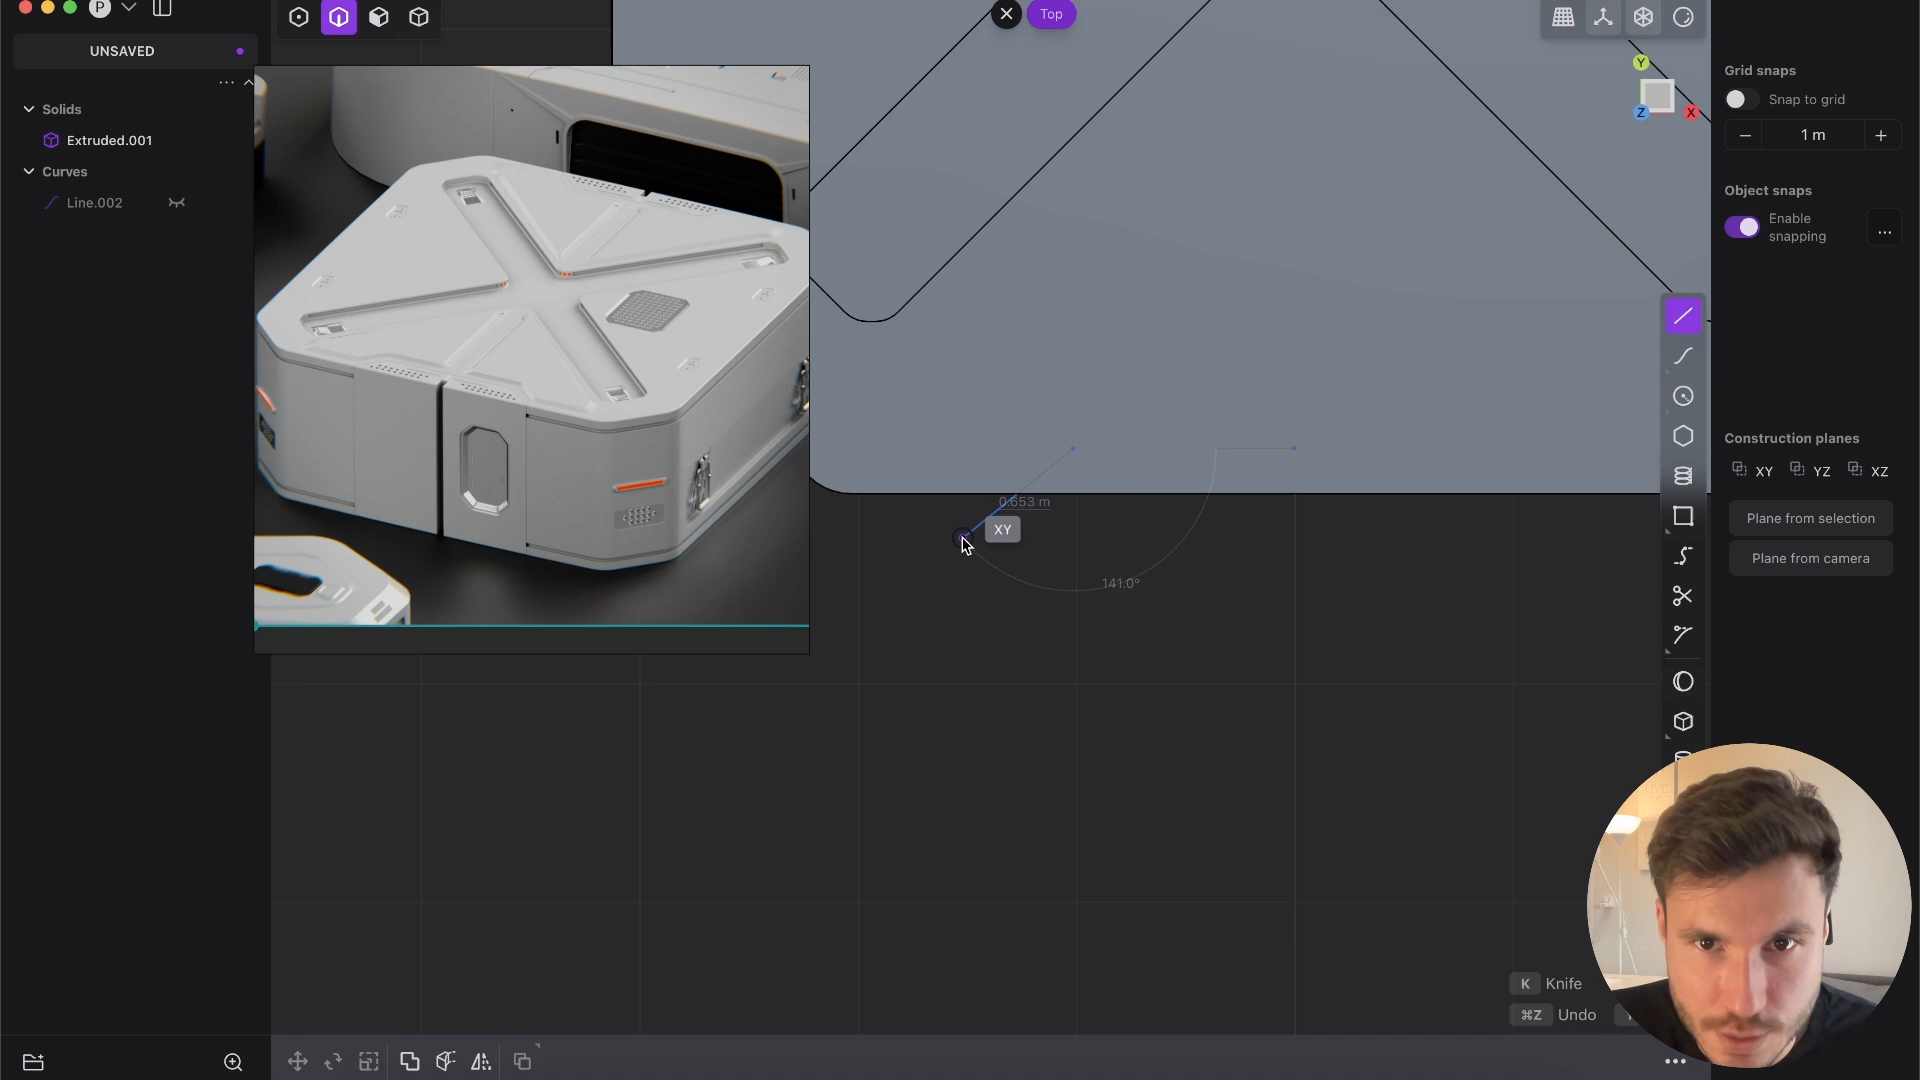 P
UNSAVED
Top
Solids
Extruded.001
Curves
Line.002
Y
Z
X
Grid snaps
Snap to grid
1 m
Object snaps
Enable
snapping
...
Construction planes
XY
YZ
XZ
Plane from selection
Plane from camera
0.653 m
XY
141.0°
K
Knife
⌘Z
Undo